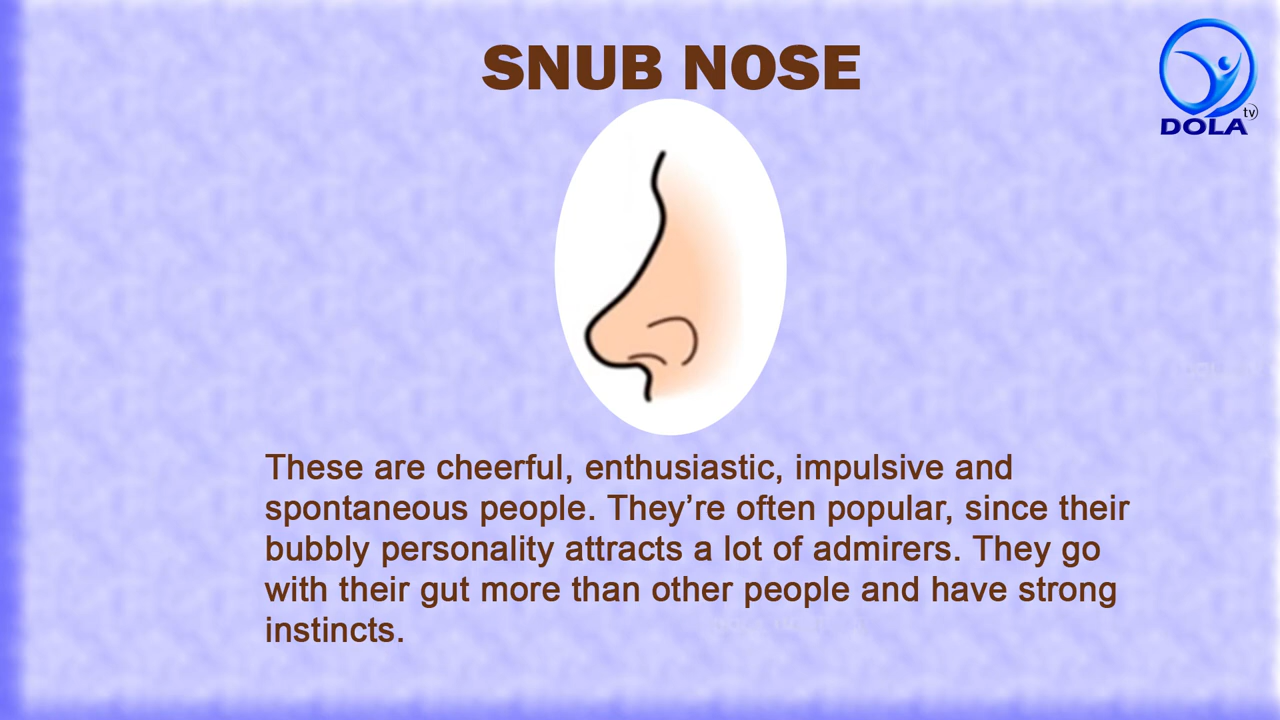 SNUB NOSE
tv
DOLA
These are cheerful, enthusiastic, impulsive and
spontaneous people. They’re often popular, since their
bubbly personality attracts a lot of admirers. They go
with their gut more than other people and have strong
instincts.